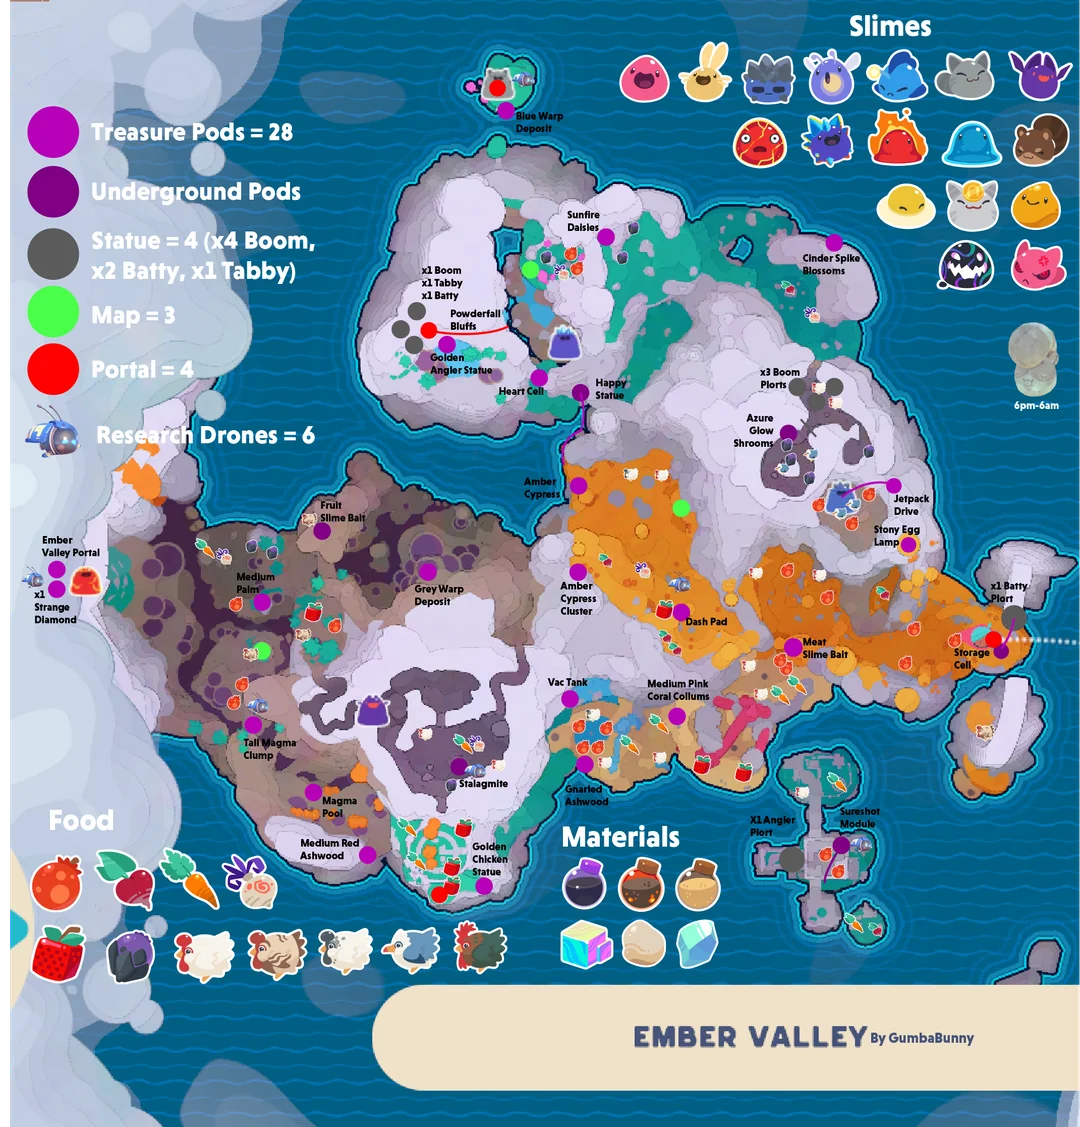 Slimes
Treasure Pods = 28
Underground Pods
Statue = 4 (x4 Boom,
x2 Batty, x1 Tabby)
Map = 3
Portal = 4
Research Drones = 6
Blue Warp
Deposit
Sunfire
Daisies
Cinder Spike
Blossoms
x1 Boom
x1 Tabby
x1 Batty
Powderfall
Bluffs
Golden
Angler Statue
Heart Cell
Happy
Statue
x3 Boom
Plorts
6pm-6am
Azure
Glow
Shrooms
Amber
Cypress
Jetpack
Drive
Stony Egg
Lamp
Fruit
Slime Bait
Ember
Valley Portal
x1
Strange
Diamond
Medium
Palm
Grey Warp
Deposit
Amber
Cypress
Cluster
x1 Batty
Plort
Dash Pad
Meat
Slime Bait
Storage
Cell
Vac Tank
Medium Pink
Coral Collums
Tall Magma
Clump
Stalagmite
Magma
Pool
Gnarled
Ashwood
Medium Red
Ashwood
Golden
Chicken
Statue
X1 Angler
Plort
Sureshot
Module
Food
Materials
EMBER VALLEY By GumbaBunny